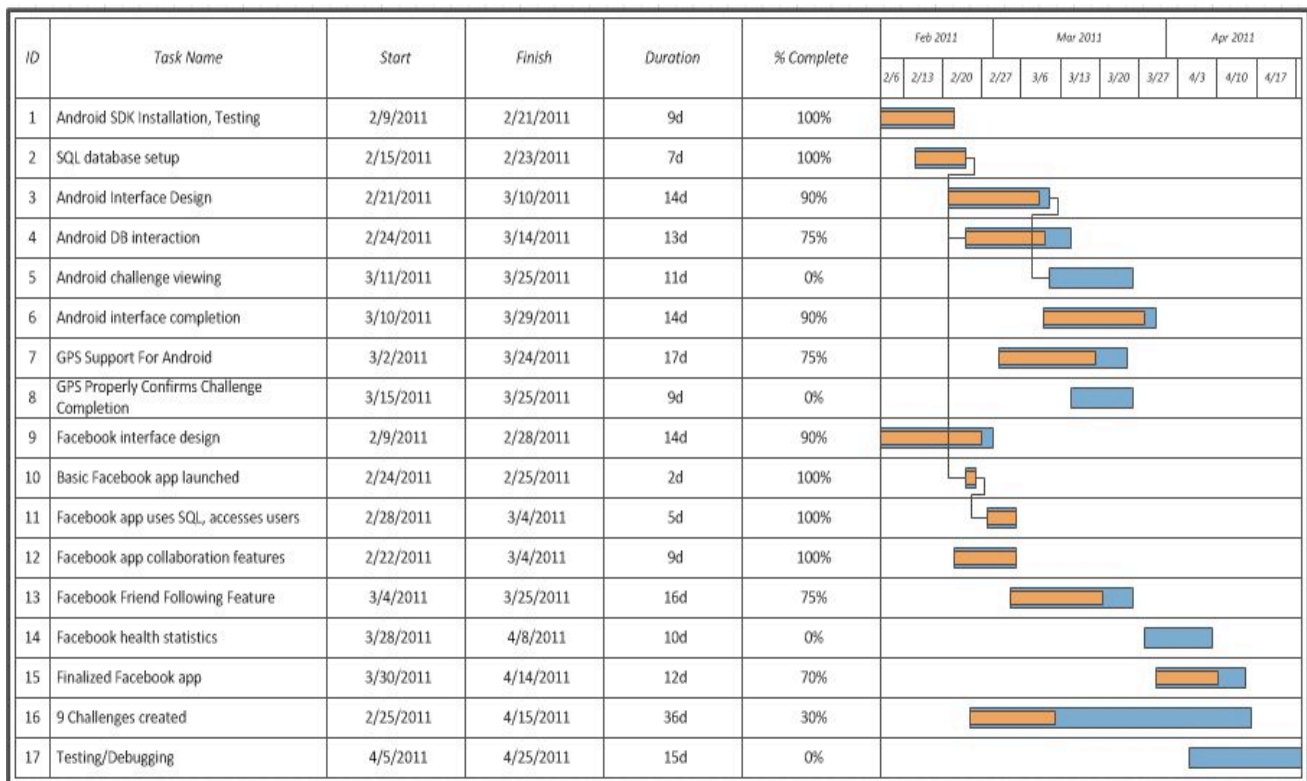 ID Task Name Start Finish Duration % Complete Feb 2011 Mar 2011 Apr 2011
2/6 2/13 2/20 2/27 3/6 3/13 3/20 3/27 4/3 4/10 4/17
1 Android SDK Installation, Testing 2/9/2011 2/21/2011 9d 100%
2 SQL database setup 2/15/2011 2/23/2011 7d 100%
3 Android Interface Design 2/21/2011 3/10/2011 14d 90%
4 Android DB interaction 2/24/2011 3/14/2011 13d 75%
5 Android challenge viewing 3/11/2011 3/25/2011 11d 0%
6 Android interface completion 3/10/2011 3/29/2011 14d 90%
7 GPS Support For Android 3/2/2011 3/24/2011 17d 75%
8 GPS Properly Confirms Challenge
Completion 3/15/2011 3/25/2011 9d 0%
9 Facebook interface design 2/9/2011 2/28/2011 14d 90%
10 Basic Facebook app launched 2/24/2011 2/25/2011 2d 100%
11 Facebook app uses SQL, accesses users 2/28/2011 3/4/2011 5d 100%
12 Facebook app collaboration features 2/22/2011 3/4/2011 9d 100%
13 Facebook Friend Following Feature 3/4/2011 3/25/2011 16d 75%
14 Facebook health statistics 3/28/2011 4/8/2011 10d 0%
15 Finalized Facebook app 3/30/2011 4/14/2011 12d 70%
16 9 Challenges created 2/25/2011 4/15/2011 36d 30%
17 Testing/Debugging 4/5/2011 4/25/2011 15d 0%